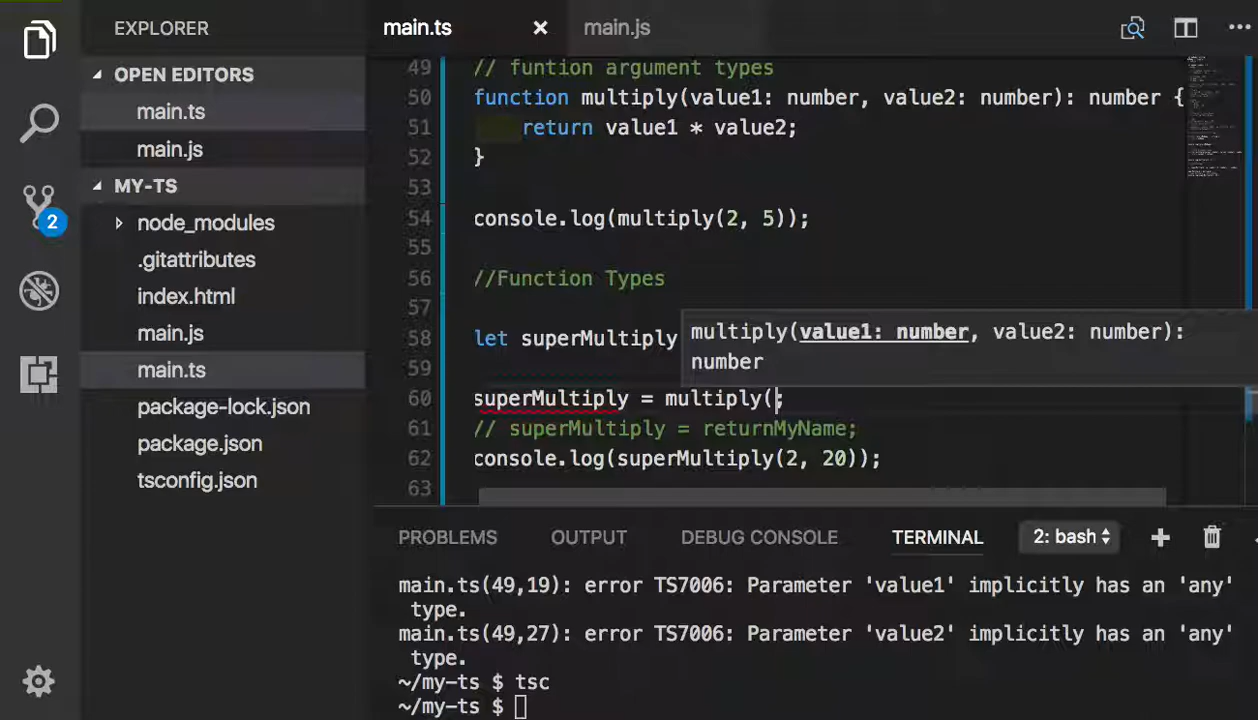 EXPLORER
OPEN EDITORS
main.ts
main.js
MY-TS
node_modules
.gitattributes
index.html
main.js
main.ts
package-lock.json
package.json
tsconfig.json
2
main.ts
main.js
49 // funtion argument types
50 function multiply(value1: number, value2: number): number {
51 return value1 * value2;
52 }
53
54 console.log(multiply(2, 5));
55
56 //Function Types
57
58 let superMultiply
multiply(value1: number, value2: number):
number
59
60 superMultiply = multiply(;
61 // superMultiply = returnMyName;
62 console.log(superMultiply(2, 20));
63
PROBLEMS OUTPUT DEBUG CONSOLE TERMINAL 2: bash
main.ts(49,19): error TS7006: Parameter 'value1' implicitly has an 'any'
type.
main.ts(49,27): error TS7006: Parameter 'value2' implicitly has an 'any'
type.
~/my-ts $ tsc
~/my-ts $